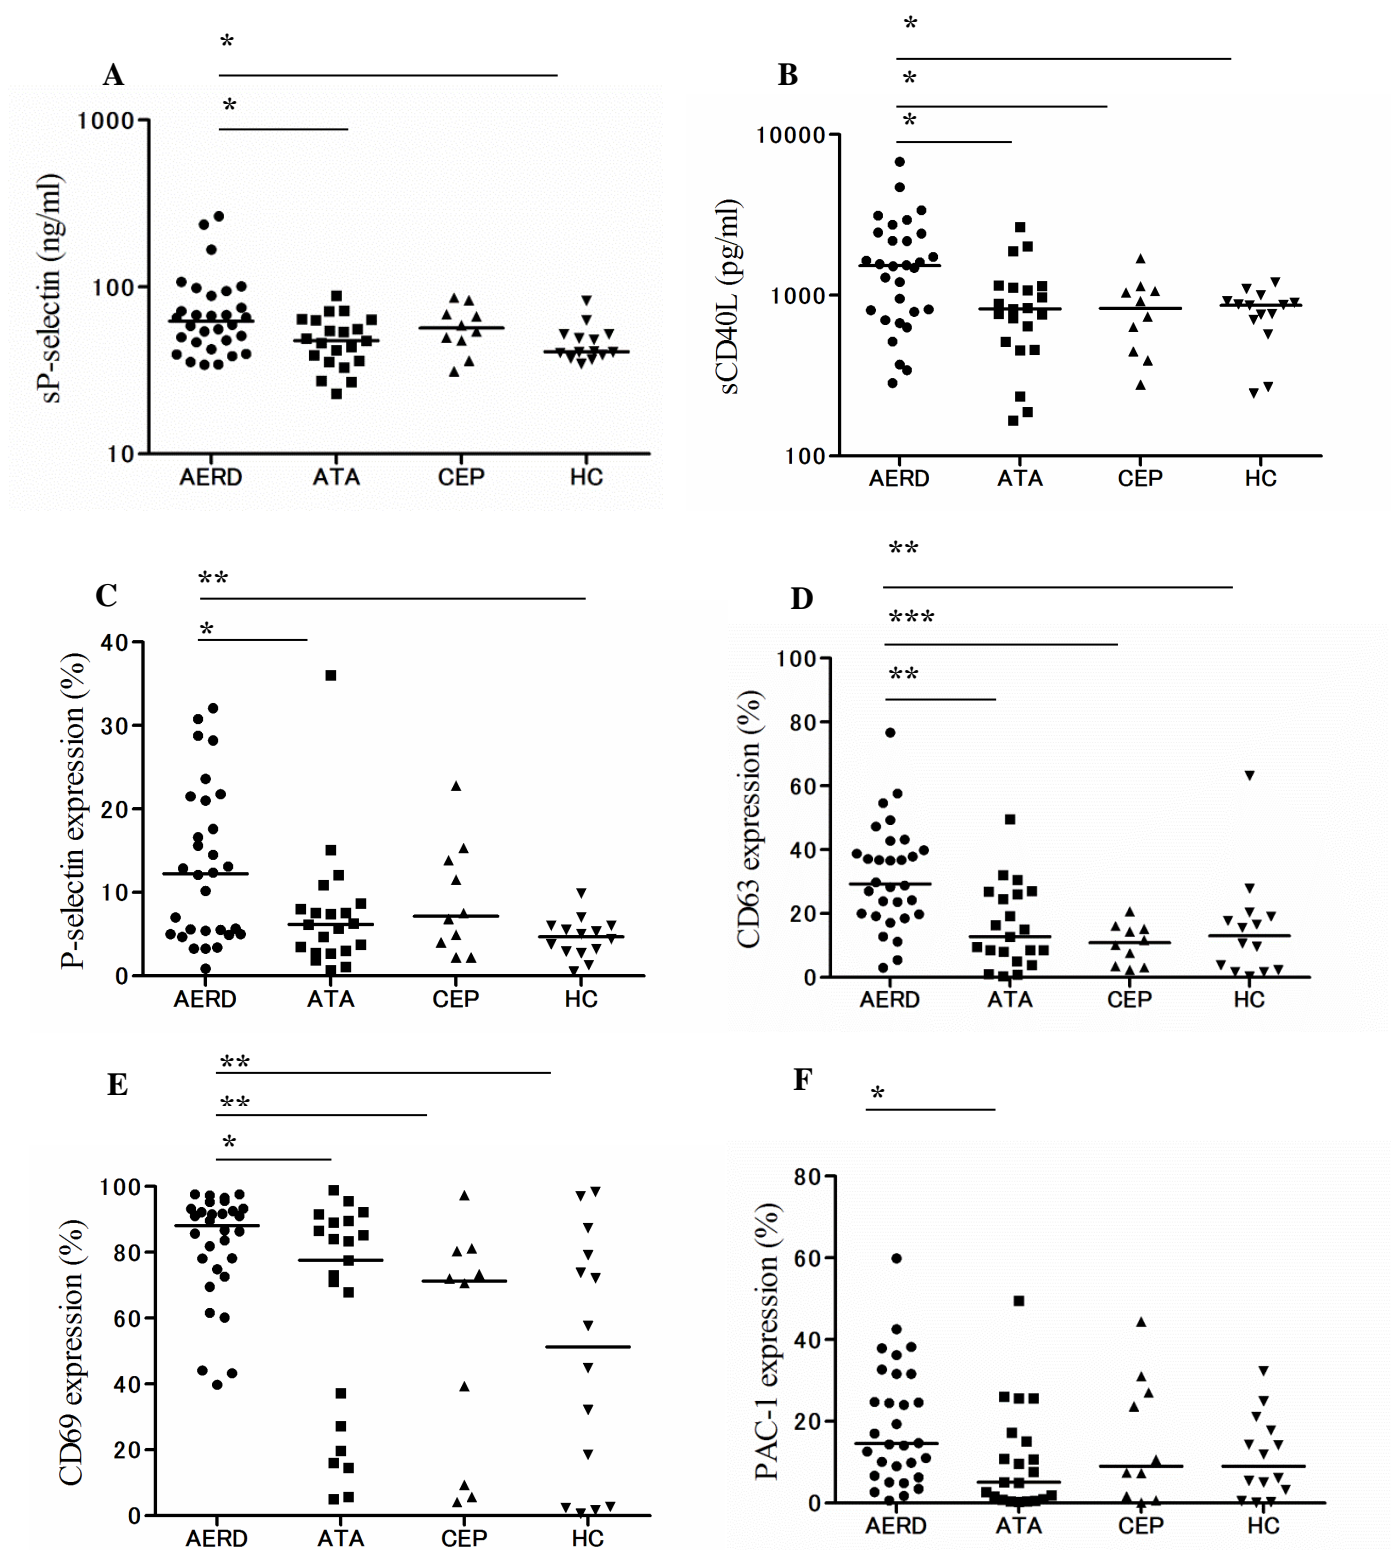 A
*
*
sP-selectin (ng/ml)
1000
100
10
AERD ATA CEP HC
B
*
*
*
sCD40L (pg/ml)
10000
1000
100
AERD ATA CEP HC
C
**
*
P-selectin expression (%)
40
30
20
10
0
AERD ATA CEP HC
D
**
***
**
CD63 expression (%)
100
80
60
40
20
0
AERD ATA CEP HC
E
**
**
*
CD69 expression (%)
100
80
60
40
20
0
AERD ATA CEP HC
F
*
PAC-1 expression (%)
80
60
40
20
0
AERD ATA CEP HC